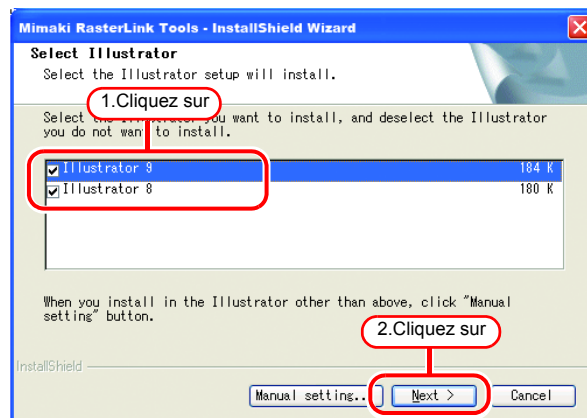 Mimaki RasterLink Tools - InstallShield Wizard
Select Illustrator
Select the Illustrator setup will install.
1.Cliquez sur
Select the Illustrator you want to install, and deselect the Illustrator
you do not want to install.
Illustrator 9 184 K
Illustrator 8 180 K
When you install in the Illustrator other than above, click "Manual
setting" button.
2.Cliquez sur
InstallShield
Manual setting.. Next > Cancel